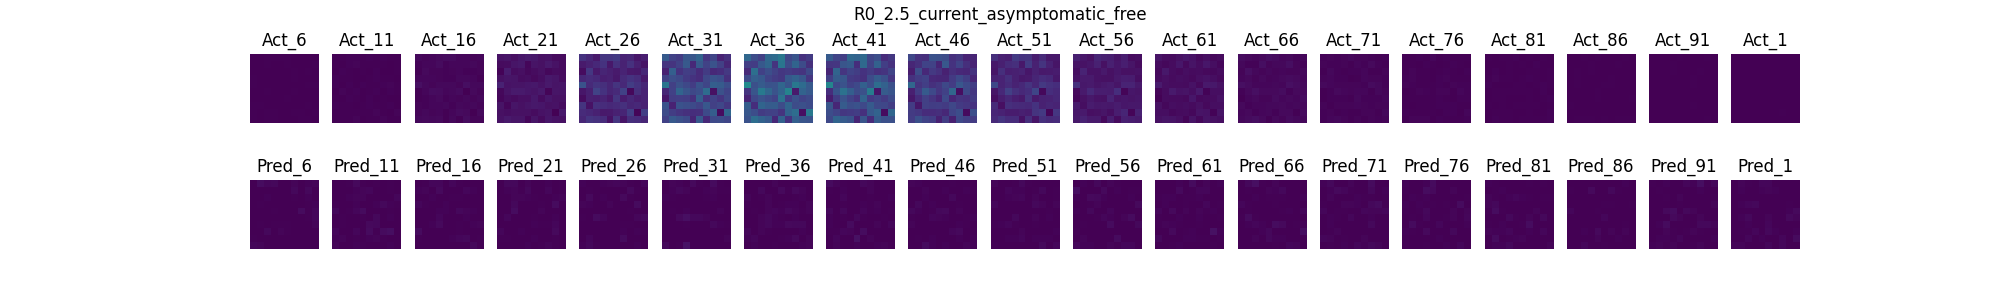 R0_2.5_current_asymptomatic_free
Act_6 Act_11 Act_16 Act_21 Act_26 Act_31 Act_36 Act_41 Act_46 Act_51 Act_56 Act_61 Act_66 Act_71 Act_76 Act_81 Act_86 Act_91 Act_1
Pred_6 Pred_11 Pred_16 Pred_21 Pred_26 Pred_31 Pred_36 Pred_41 Pred_46 Pred_51 Pred_56 Pred_61 Pred_66 Pred_71 Pred_76 Pred_81 Pred_86 Pred_91 Pred_1